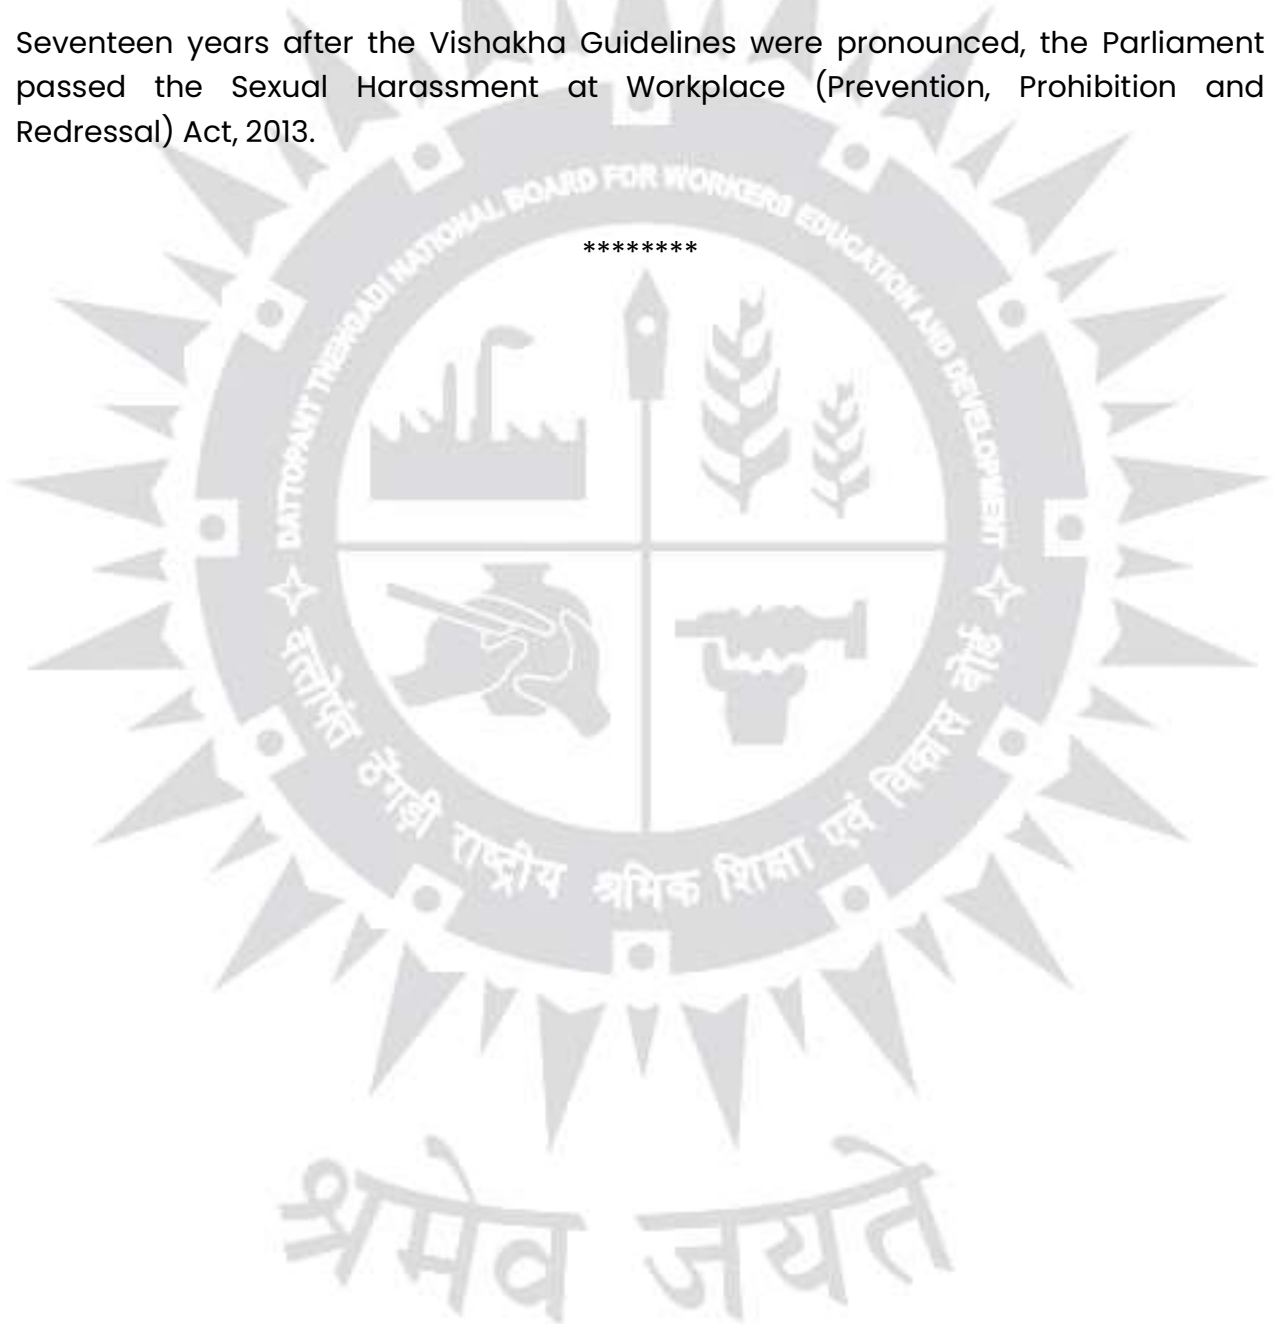 Seventeen years after the Vishakha Guidelines were pronounced, the Parliament
passed the Sexual Harassment at Workplace (Prevention, Prohibition and
Redressal) Act, 2013.
********
DATTOPANT THENGADI NATIONAL BOARD FOR WORKERS EDUCATION AND DEVELOPMENT
दत्तोपंत ठेंगड़ी राष्ट्रीय श्रमिक शिक्षा एवं विकास बोर्ड
श्रमेव जयते